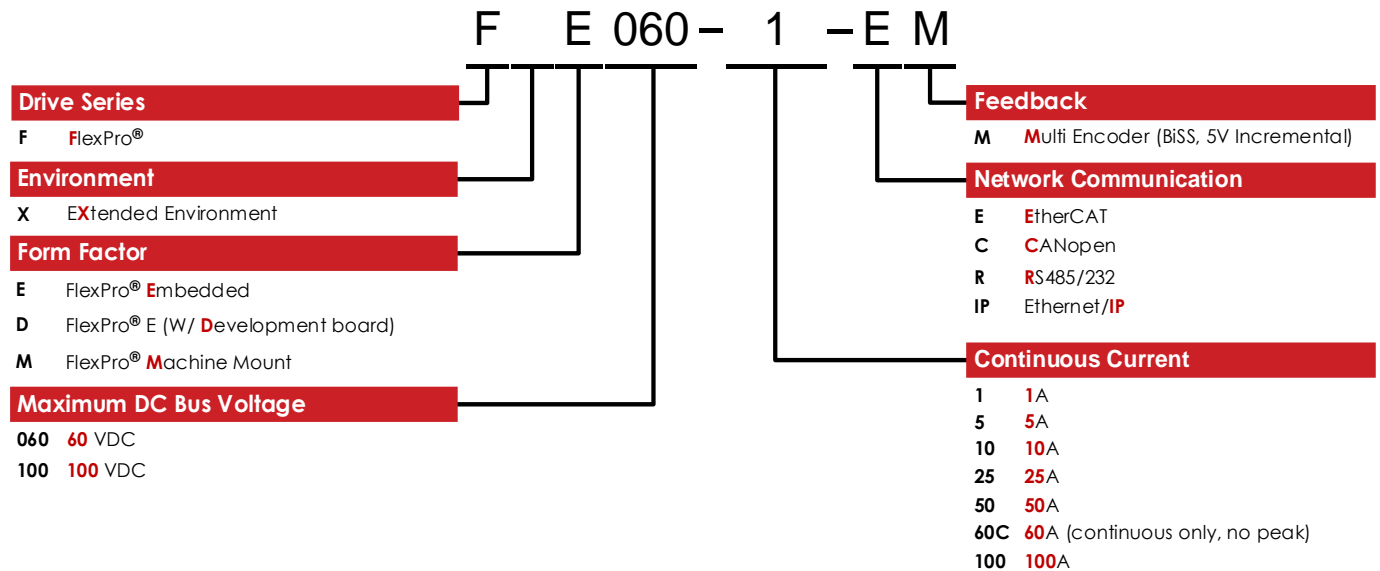 F E 060 – 1 – E M
Drive Series
F FlexPro®
Environment
X EXtended Environment
Form Factor
E FlexPro® Embedded
D FlexPro® E (W/ Development board)
M FlexPro® Machine Mount
Maximum DC Bus Voltage
060 60 VDC
100 100 VDC
Feedback
M Multi Encoder (BiSS, 5V Incremental)
Network Communication
E EtherCAT
C CANopen
R RS485/232
IP Ethernet/IP
Continuous Current
1 1A
5 5A
10 10A
25 25A
50 50A
60C 60A (continuous only, no peak)
100 100A